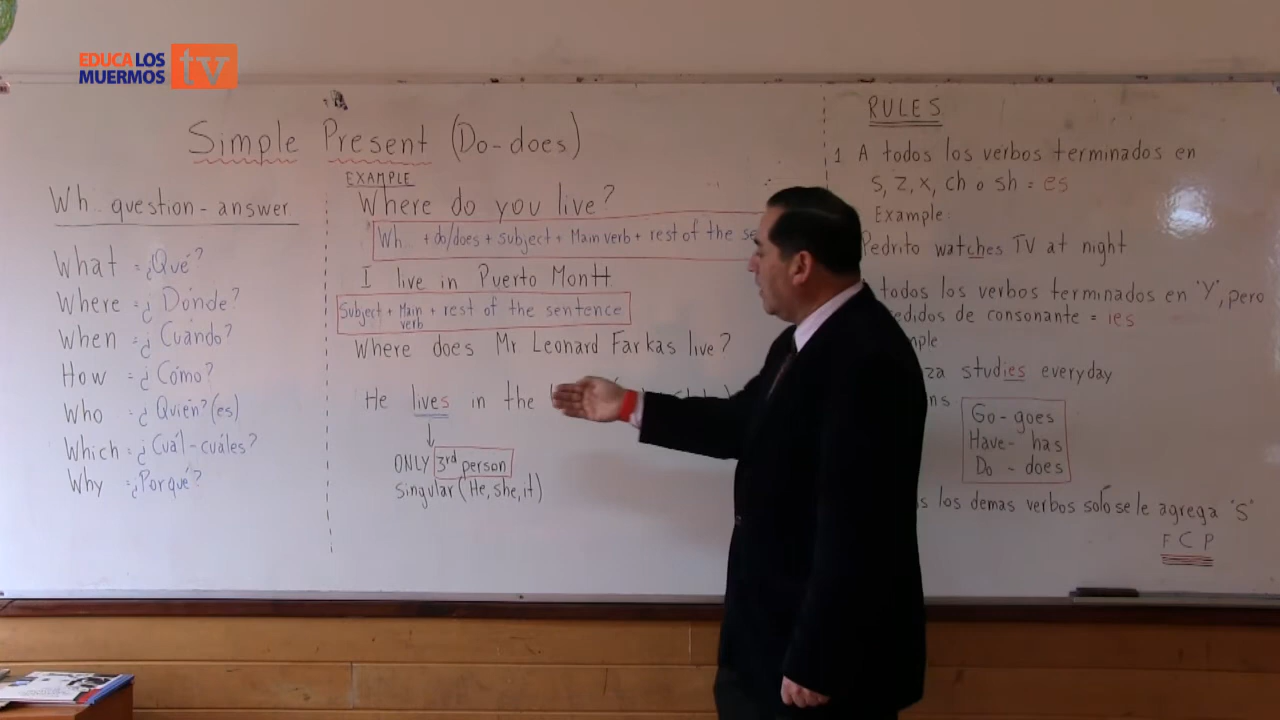 EDUCA LOS
MUERMOS
tv
Simple Present (Do-does)
Wh.. question - answer
What = ¿Qué?
Where = ¿Dónde?
When = ¿Cuándo?
How = ¿Cómo?
Who = ¿Quién?(es)
Which = ¿Cuál - cuáles?
Why = ¿Porqué?
EXAMPLE
Where do you live?
Wh... + do/does + subject + Main verb + rest of the
I live in Puerto Montt
Subject + Main verb + rest of the sentence
Where does Mr Leonard Farkas live?
He lives in the
ONLY 3rd person
Singular (He, she, it)
RULES
1 A todos los verbos terminados en
s, z, x, ch o sh = es
Example:
Pedrito watches TV at night
todos los verbos terminados en "Y", pero
de consonante = ies
studies everyday
Go - goes
Have - has
Do - does
los demas verbos solo se le agrega "S"
F C P